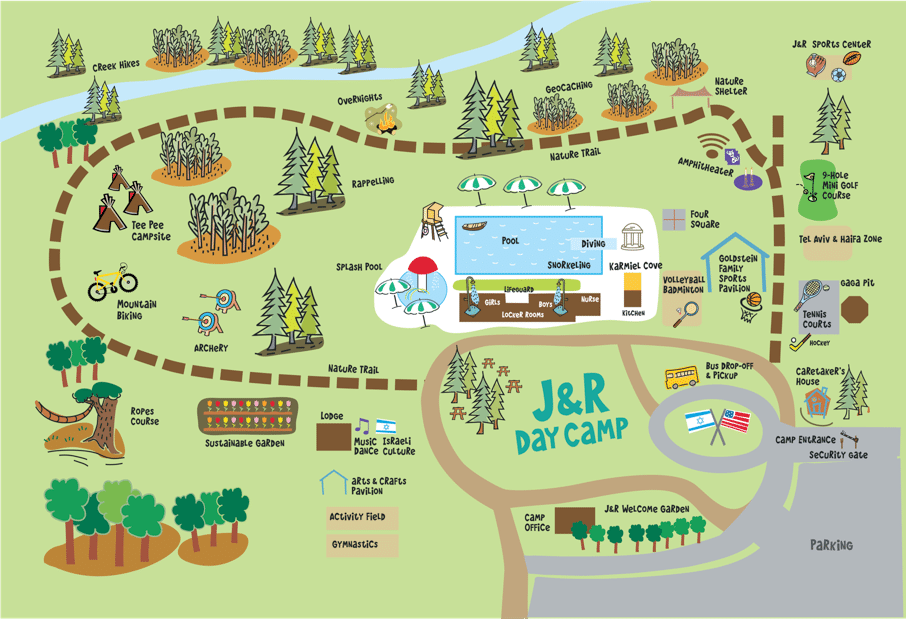 J&R SPORTS CENTER
CREEK HIKES
OVERNIGHTS
GEOCACHING
NATURE
SHELTER
NATURE TRAIL
AMPHITHEATER
RAPPELLING
9-HOLE
MINI GOLF
COURSE
TEE PEE
CAMPSITE
FOUR
SQUARE
TEL AVIV & HAIFA ZONE
POOL
DIVING
SNORKELING
SPLASH POOL
KARMIEL COVE
GOLDSTEIN
FAMILY
SPORTS
PAVILION
VOLLEYBALL
BADMINTON
GAGA PIT
LIFEGUARD
GIRLS
BOYS
NURSE
LOCKER ROOMS
KITCHEN
MOUNTAIN
BIKING
TENNIS
COURTS
HOCKEY
ARCHERY
NATURE TRAIL
BUS DROP-OFF
& PICKUP
CARETAKER'S
HOUSE
J&R
DAY CAMP
ROPES
COURSE
SUSTAINABLE GARDEN
LODGE
MUSIC
DANCE
ISRAELI
CULTURE
CAMP ENTRANCE
SECURITY GATE
ARTS & CRAFTS
PAVILION
ACTIVITY FIELD
GYMNASTICS
CAMP
OFFICE
J&R WELCOME GARDEN
PARKING